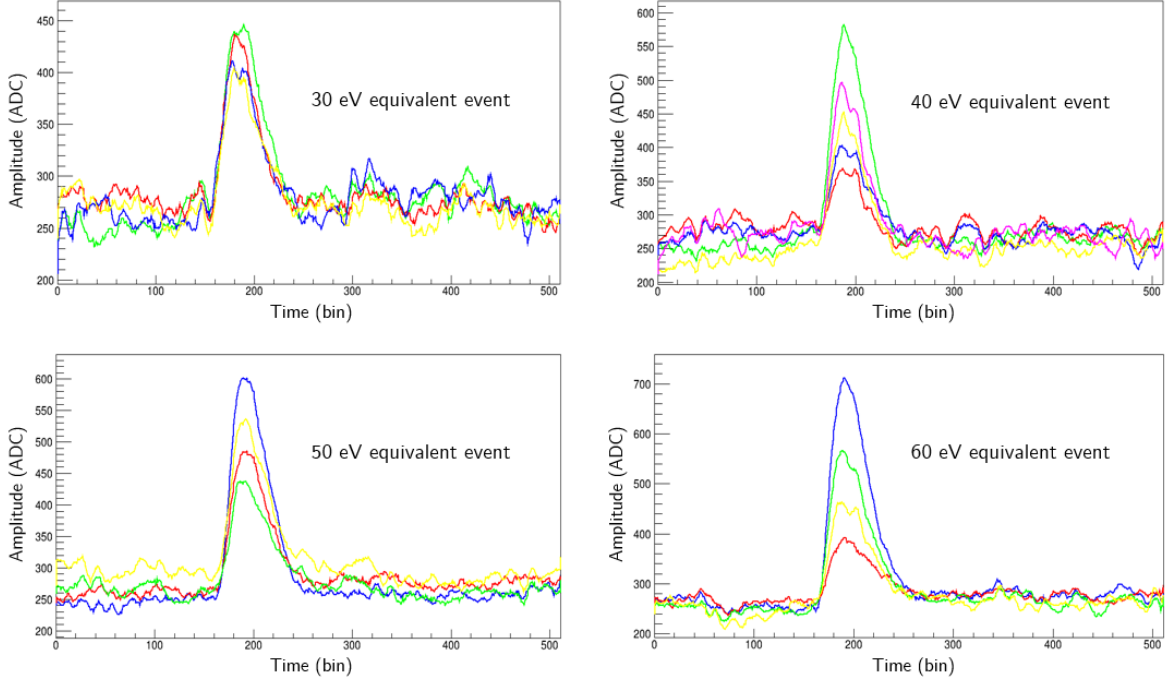 450
400
350
300
250
200
Amplitude (ADC)
30 eV equivalent event
0 100 200 300 400 500
Time (bin)
600
550
500
450
400
350
300
250
200
Amplitude (ADC)
40 eV equivalent event
0 100 200 300 400 500
Time (bin)
600
550
500
450
400
350
300
250
200
Amplitude (ADC)
50 eV equivalent event
0 100 200 300 400 500
Time (bin)
700
600
500
400
300
200
Amplitude (ADC)
60 eV equivalent event
0 100 200 300 400 500
Time (bin)